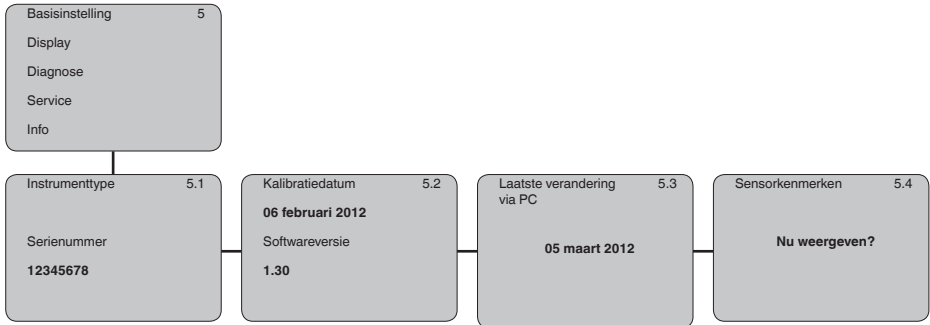 Basisinstelling 5
Display
Diagnose
Service
Info
Instrumenttype 5.1
Serienummer
12345678
Kalibratiedatum 5.2
06 februari 2012
Softwareversie
1.30
Laatste verandering 5.3
via PC
05 maart 2012
Sensorkenmerken 5.4
Nu weergeven?